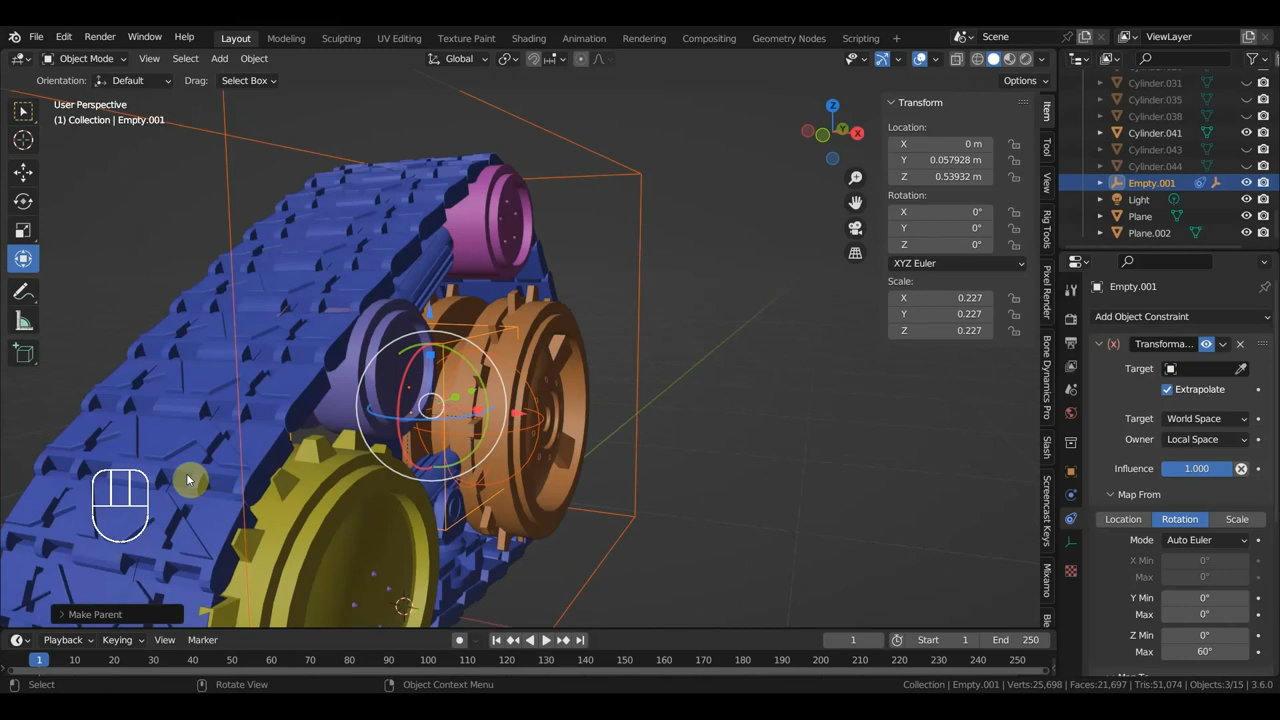 File Edit Render Window Help Layout Modeling Sculpting UV Editing Texture Paint Shading Animation Rendering Compositing Geometry Nodes Scripting + Scene ViewLayer
Object Mode View Select Add Object Global
Orientation: Default Drag: Select Box Options
User Perspective
(1) Collection | Empty.001
Transform
Location:
X 0 m
Y 0.057928 m
Z 0.53932 m
Rotation:
X 0°
Y 0°
Z 0°
XYZ Euler
Scale:
X 0.227
Y 0.227
Z 0.227
Item
Tool
View
Rig Tools
Pixel Render
Bone Dynamics Pro
Slash
Screencast Keys
Mixamo
Cylinder.031
Cylinder.035
Cylinder.038
Cylinder.041
Cylinder.043
Cylinder.044
Empty.001
Light
Plane
Plane.002
Empty.001
Add Object Constraint
Transforma...
Target
Extrapolate
Target World Space
Owner Local Space
Influence 1.000
Map From
Location Rotation Scale
Mode Auto Euler
X Min 0°
Max 0°
Y Min 0°
Max 0°
Z Min 0°
Max 60°
X
Y
Z
Make Parent
Playback Keying View Marker 1 Start 1 End 250
1 10 20 30 40 50 60 70 80 90 100 110 120 130 140 150 160 170 180 190 200 210 220 230 240 250
Select Rotate View Object Context Menu Collection | Empty.001 | Verts:25,698 | Faces:21,697 | Tris:51,074 | Objects:3/15 | 3.6.0